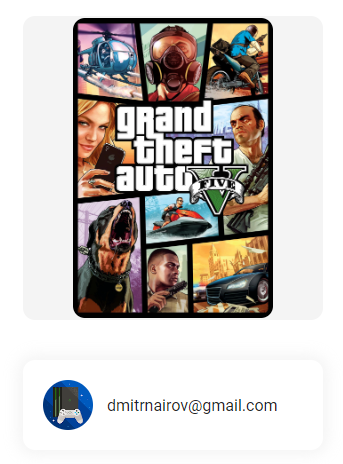 grand
theft
auto V
FIVE
dmitrnairov@gmail.com